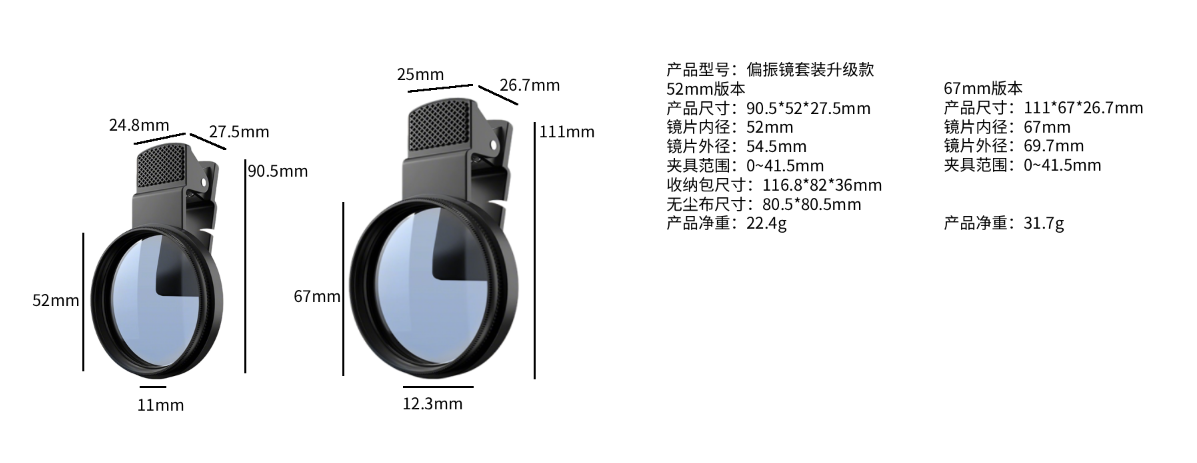 24.8mm
27.5mm
90.5mm
52mm
11mm
25mm
26.7mm
111mm
67mm
12.3mm
产品型号：偏振镜套装升级款
52mm版本
产品尺寸：90.5*52*27.5mm
镜片内径：52mm
镜片外径：54.5mm
夹具范围：0~41.5mm
收纳包尺寸：116.8*82*36mm
无尘布尺寸：80.5*80.5mm
产品净重：22.4g
67mm版本
产品尺寸：111*67*26.7mm
镜片内径：67mm
镜片外径：69.7mm
夹具范围：0~41.5mm
产品净重：31.7g